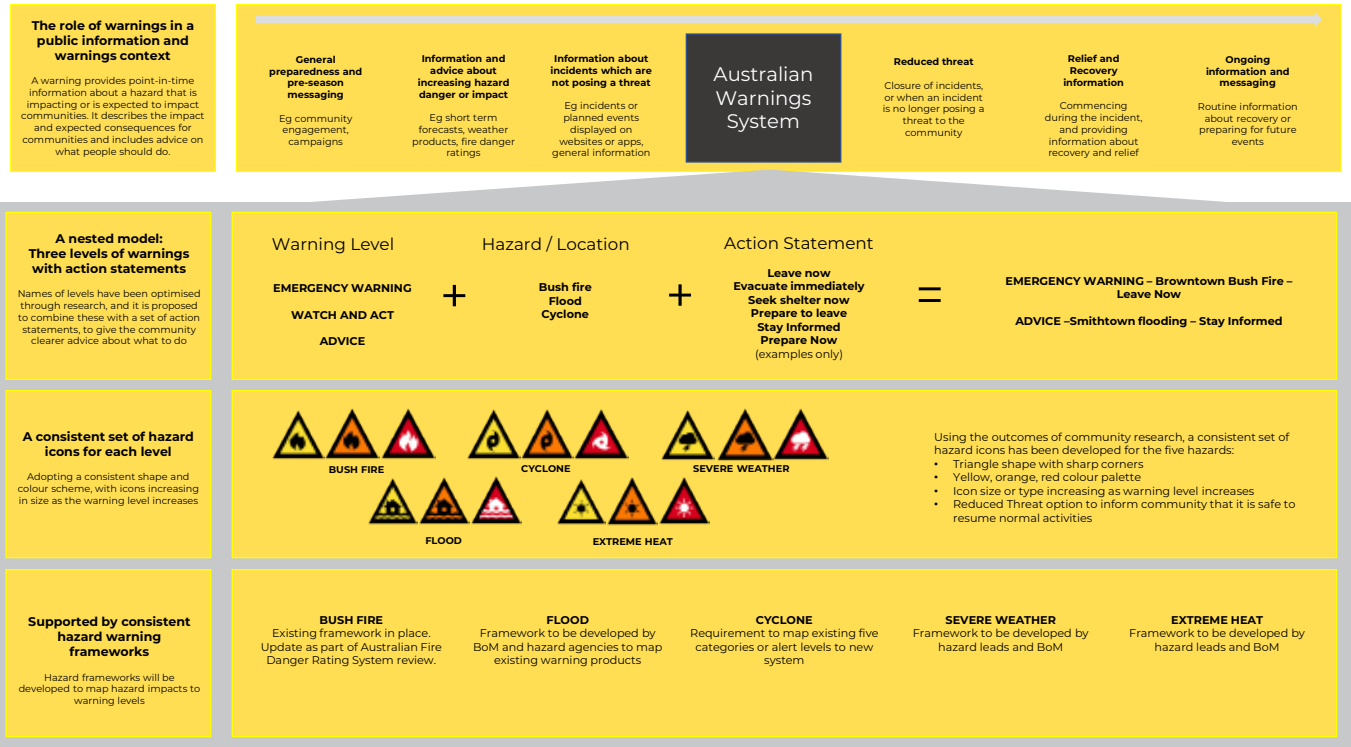 The role of warnings in a
public information and
warnings context
A warning provides point-in-time
information about a hazard that is
impacting or is expected to impact
communities. It describes the impact
and expected consequences for
communities and includes advice on
what people should do.
General
preparedness and
pre-season
messaging
Eg community
engagement,
campaigns
Information and
advice about
increasing hazard
danger or impact
Eg short term
forecasts, weather
products, fire danger
ratings
Information about
incidents which are
not posing a threat
Eg incidents or
planned events
displayed on
websites or apps,
general information
Australian
Warnings
System
Reduced threat
Closure of incidents,
or when an incident
is no longer posing a
threat to the
community
Relief and
Recovery
information
Commencing
during the incident,
and providing
information about
recovery and relief
Ongoing
information and
messaging
Routine information
about recovery or
preparing for future
events
A nested model:
Three levels of warnings
with action statements
Names of levels have been optimised
through research, and it is proposed
to combine these with a set of action
statements, to give the community
clearer advice about what to do
Warning Level
EMERGENCY WARNING
WATCH AND ACT
ADVICE
+
Hazard / Location
Bush fire
Flood
Cyclone
+
Action Statement
Leave now
Evacuate immediately
Seek shelter now
Prepare to leave
Stay Informed
Prepare Now
(examples only)
=
EMERGENCY WARNING – Browntown Bush Fire –
Leave Now
ADVICE –Smithtown flooding – Stay Informed
A consistent set of hazard
icons for each level
Adopting a consistent shape and
colour scheme, with icons increasing
in size as the warning level increases
BUSH FIRE
CYCLONE
SEVERE WEATHER
FLOOD
EXTREME HEAT
Using the outcomes of community research, a consistent set of
hazard icons has been developed for the five hazards:
• Triangle shape with sharp corners
• Yellow, orange, red colour palette
• Icon size or type increasing as warning level increases
• Reduced Threat option to inform community that it is safe to
resume normal activities
Supported by consistent
hazard warning
frameworks
Hazard frameworks will be
developed to map hazard impacts to
warning levels
BUSH FIRE
Existing framework in place.
Update as part of Australian Fire
Danger Rating System review.
FLOOD
Framework to be developed by
BoM and hazard agencies to map
existing warning products
CYCLONE
Requirement to map existing five
categories or alert levels to new
system
SEVERE WEATHER
Framework to be developed by
hazard leads and BoM
EXTREME HEAT
Framework to be developed by
hazard leads and BoM